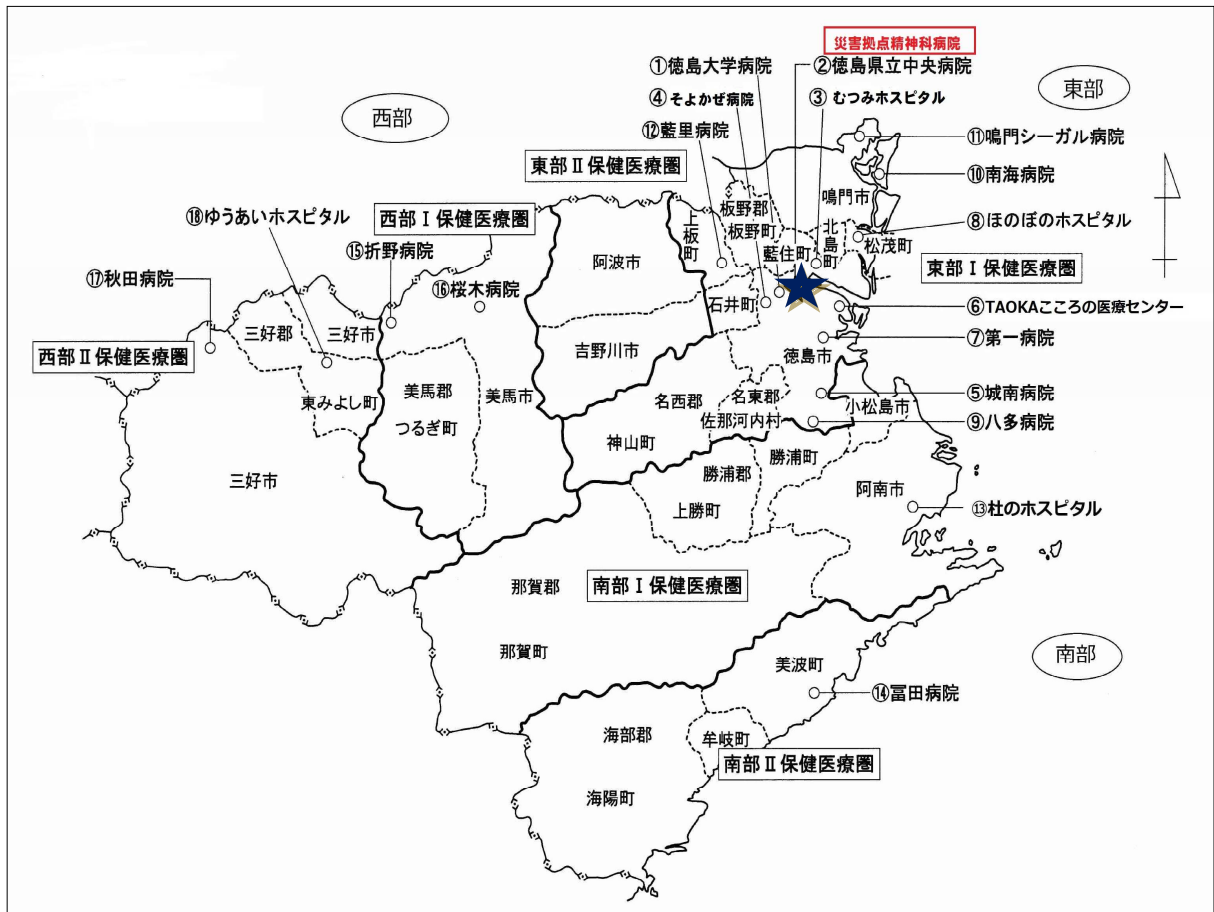 災害拠点精神科病院
①徳島大学病院
②徳島県立中央病院
④そよかぜ病院
③むつみホスピタル
⑫藍里病院
西部
東部
⑪鳴門シーガル病院
⑩南海病院
東部Ⅱ保健医療圏
鳴門市
板野郡
板野町
上板町
北島町
松茂町
⑧ほのぼのホスピタル
⑱ゆうあいホスピタル
西部Ⅰ保健医療圏
⑮折野病院
阿波市
藍住町
東部Ⅰ保健医療圏
⑰秋田病院
⑯桜木病院
石井町
⑥TAOKAこころの医療センター
三好郡
三好市
⑦第一病院
西部Ⅱ保健医療圏
吉野川市
徳島市
東みよし町
美馬郡
つるぎ町
美馬市
名西郡
名東郡
⑤城南病院
小松島市
佐那河内村
⑨八多病院
神山町
勝浦町
勝浦郡
三好市
阿南市
上勝町
⑬杜のホスピタル
那賀郡
南部Ⅰ保健医療圏
那賀町
美波町
南部
⑭冨田病院
海部郡
牟岐町
南部Ⅱ保健医療圏
海陽町